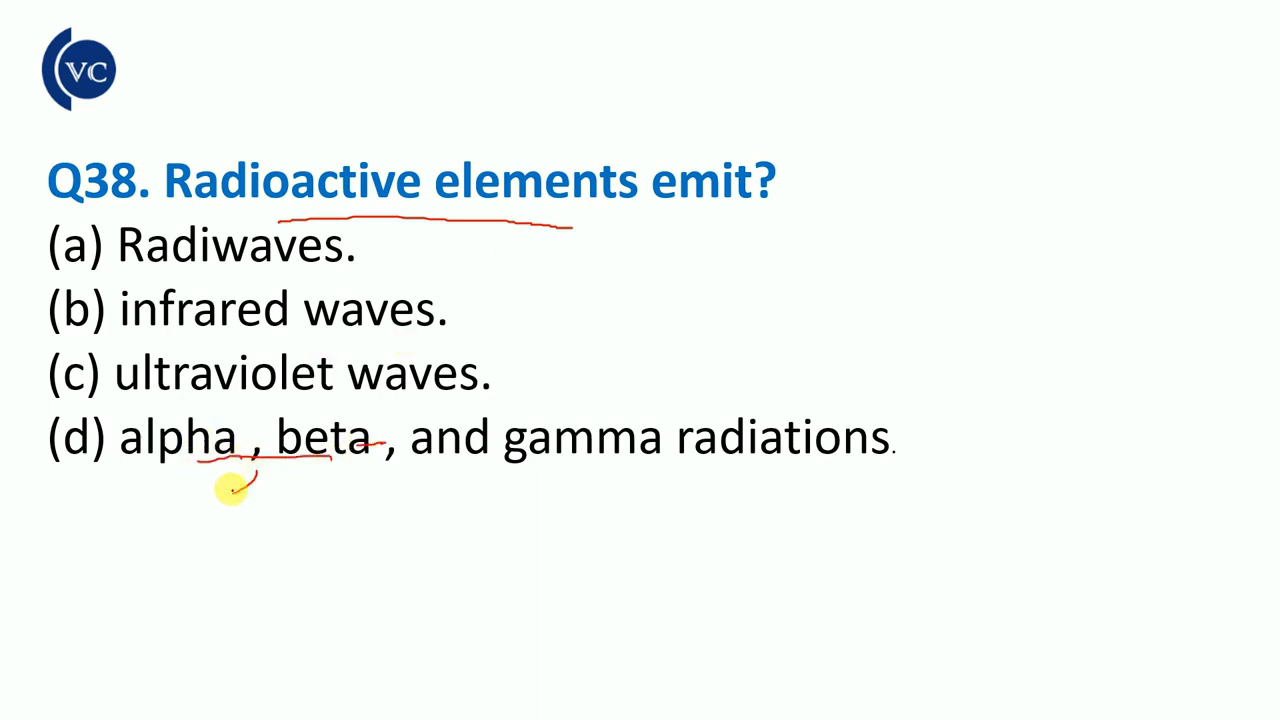 VC
Q38. Radioactive elements emit?
(a) Radiwaves.
(b) infrared waves.
(c) ultraviolet waves.
(d) alpha , beta , and gamma radiations.